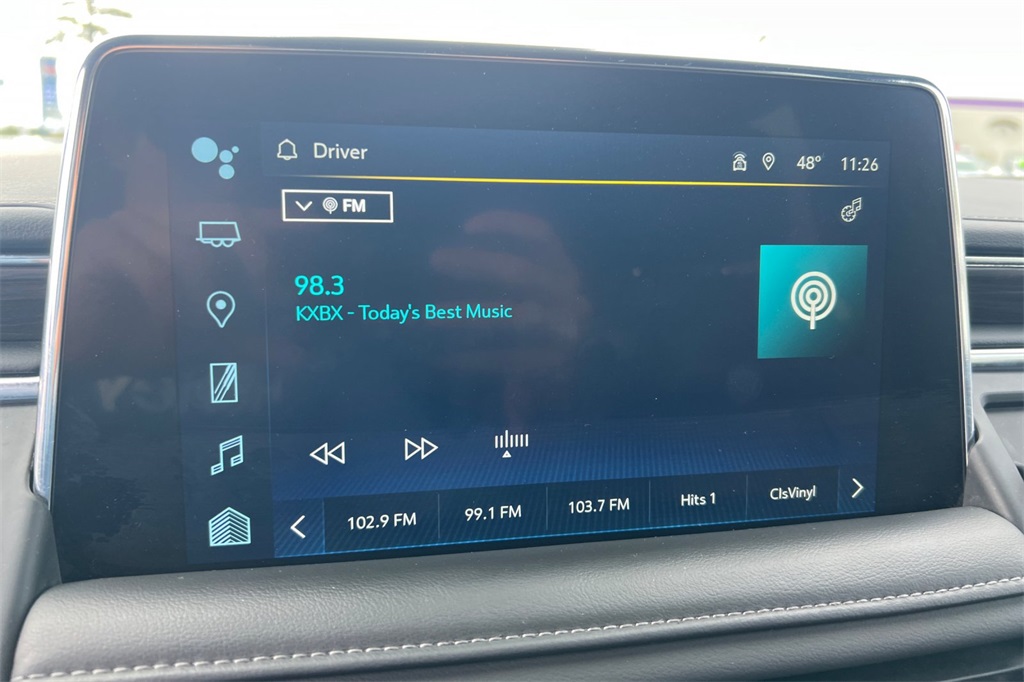 Driver
48° 11:26
FM
98.3
KXBX - Today's Best Music
102.9 FM 99.1 FM 103.7 FM Hits 1 ClsVinyl